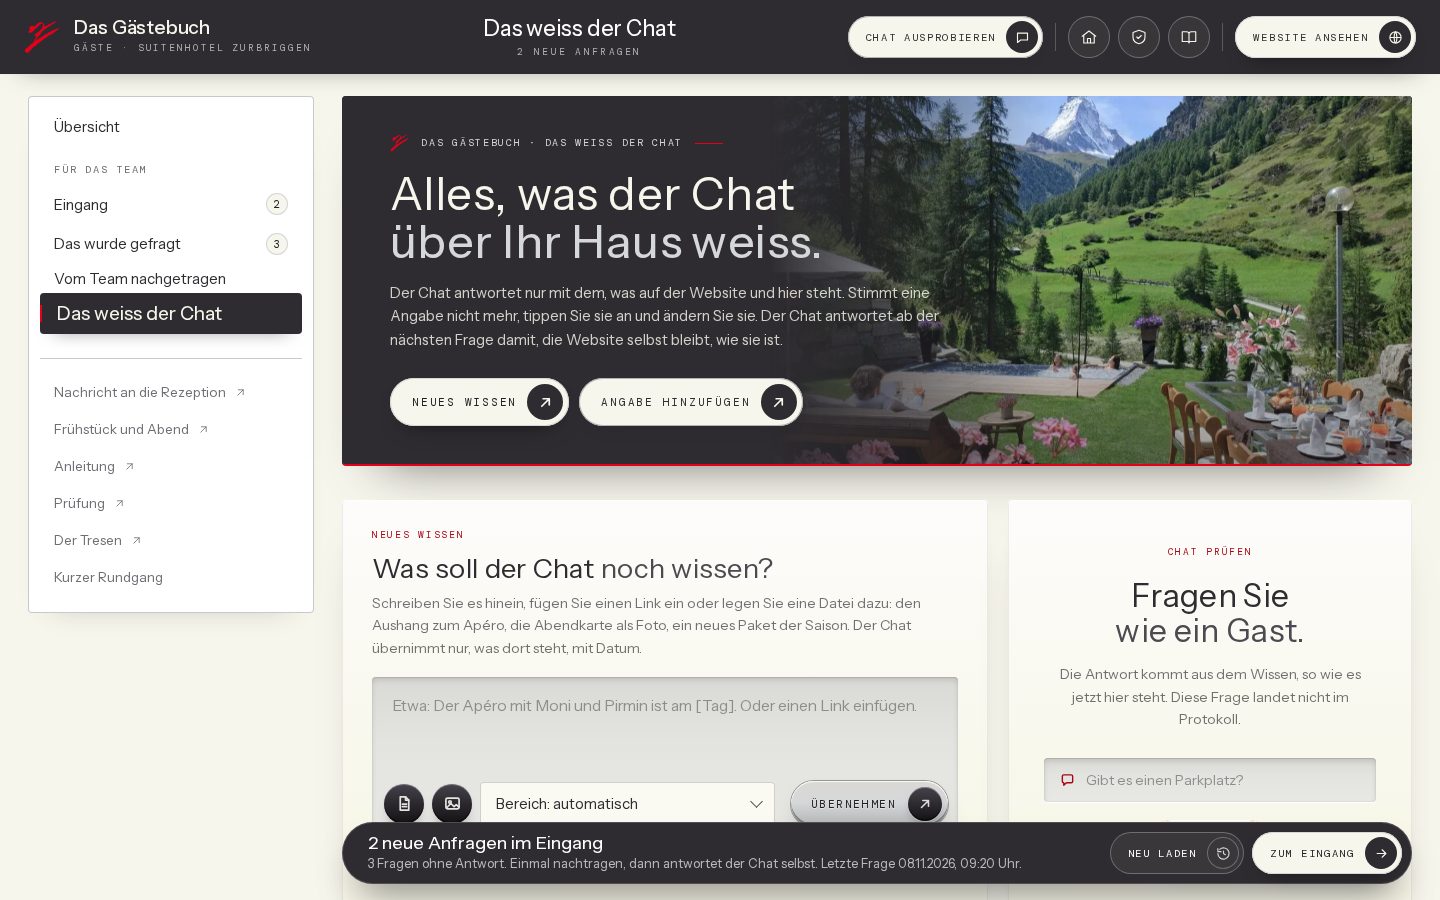 Das Gästebuch
GÄSTE · SUITENHOTEL ZURBRIGGEN
Das weiss der Chat
2 NEUE ANFRAGEN
CHAT AUSPROBIEREN
WEBSITE ANSEHEN
Übersicht
FÜR DAS TEAM
Eingang 2
Das wurde gefragt 3
Vom Team nachgetragen
Das weiss der Chat
Nachricht an die Rezeption
Frühstück und Abend
Anleitung
Prüfung
Der Tresen
Kurzer Rundgang
DAS GÄSTEBUCH · DAS WEISS DER CHAT
Alles, was der Chat
über Ihr Haus weiss.
Der Chat antwortet nur mit dem, was auf der Website und hier steht. Stimmt eine
Angabe nicht mehr, tippen Sie sie an und ändern Sie sie. Der Chat antwortet ab der
nächsten Frage damit, die Website selbst bleibt, wie sie ist.
NEUES WISSEN
ANGABE HINZUFÜGEN
NEUES WISSEN
Was soll der Chat noch wissen?
Schreiben Sie es hinein, fügen Sie einen Link ein oder legen Sie eine Datei dazu: den
Aushang zum Apéro, die Abendkarte als Foto, ein neues Paket der Saison. Der Chat
übernimmt nur, was dort steht, mit Datum.
Etwa: Der Apéro mit Moni und Pirmin ist am [Tag]. Oder einen Link einfügen.
Bereich: automatisch
ÜBERNEHMEN
CHAT PRÜFEN
Fragen Sie
wie ein Gast.
Die Antwort kommt aus dem Wissen, so wie es
jetzt hier steht. Diese Frage landet nicht im
Protokoll.
Gibt es einen Parkplatz?
2 neue Anfragen im Eingang
3 Fragen ohne Antwort. Einmal nachtragen, dann antwortet der Chat selbst. Letzte Frage 08.11.2026, 09:20 Uhr.
NEU LADEN
ZUM EINGANG